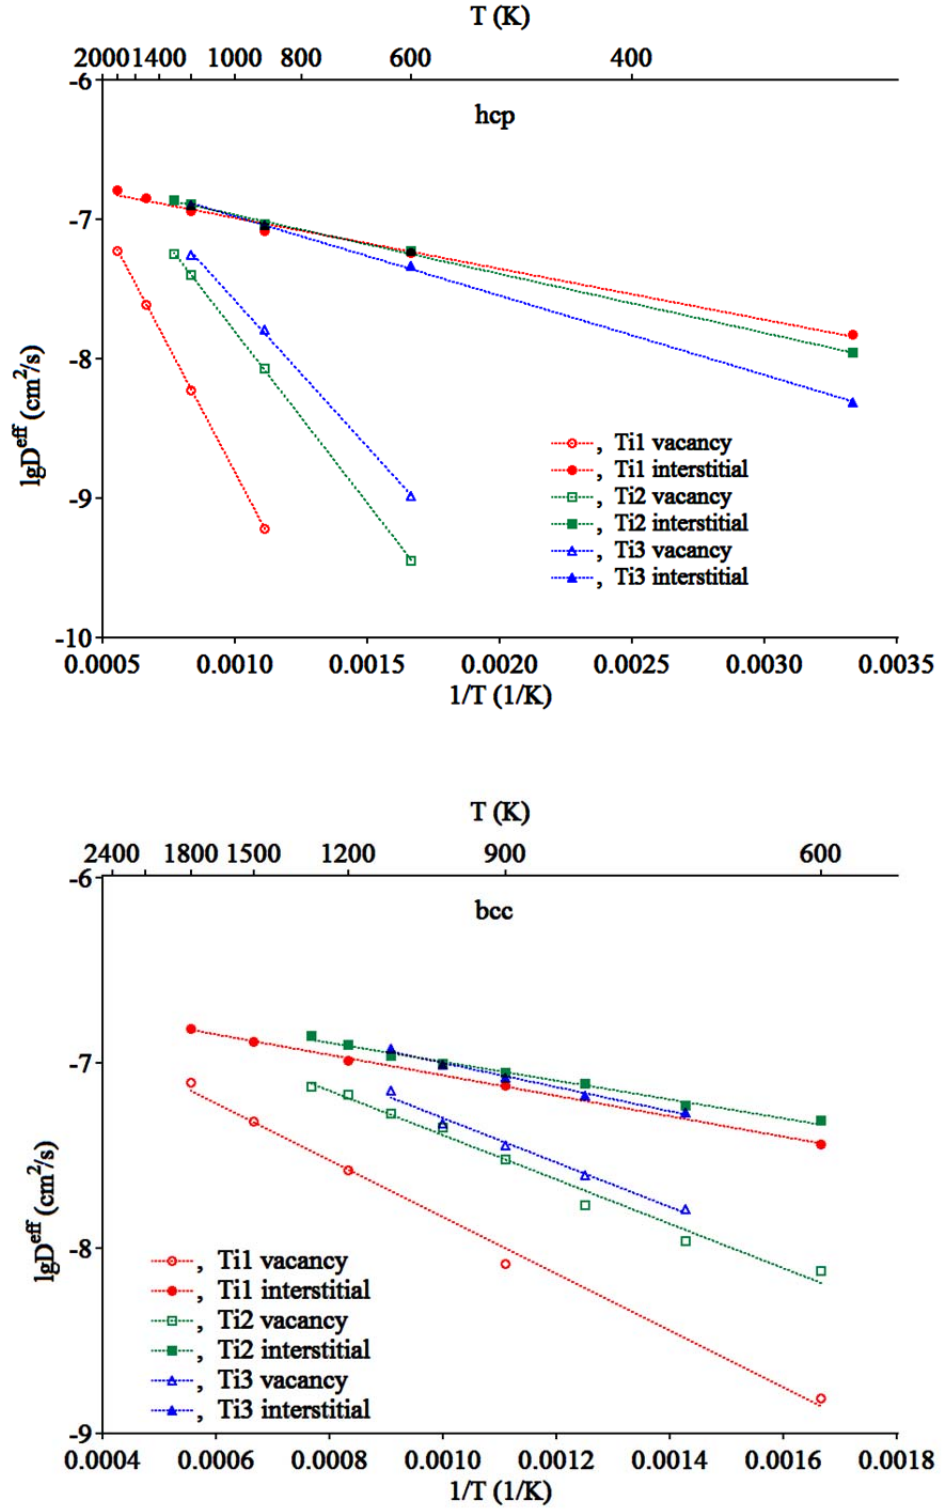 T (K)
2000 1400 1000 800 600 400
-6
hcp
-7
-8
lgD^eff (cm²/s)
, Ti1 vacancy
, Ti1 interstitial
-9
, Ti2 vacancy
, Ti2 interstitial
, Ti3 vacancy
, Ti3 interstitial
-10
0.0005 0.0010 0.0015 0.0020 0.0025 0.0030 0.0035
1/T (1/K)
T (K)
2400 1800 1500 1200 900 600
-6
bcc
-7
lgD^eff (cm²/s)
-8
, Ti1 vacancy
, Ti1 interstitial
, Ti2 vacancy
, Ti2 interstitial
, Ti3 vacancy
, Ti3 interstitial
-9
0.0004 0.0006 0.0008 0.0010 0.0012 0.0014 0.0016 0.0018
1/T (1/K)